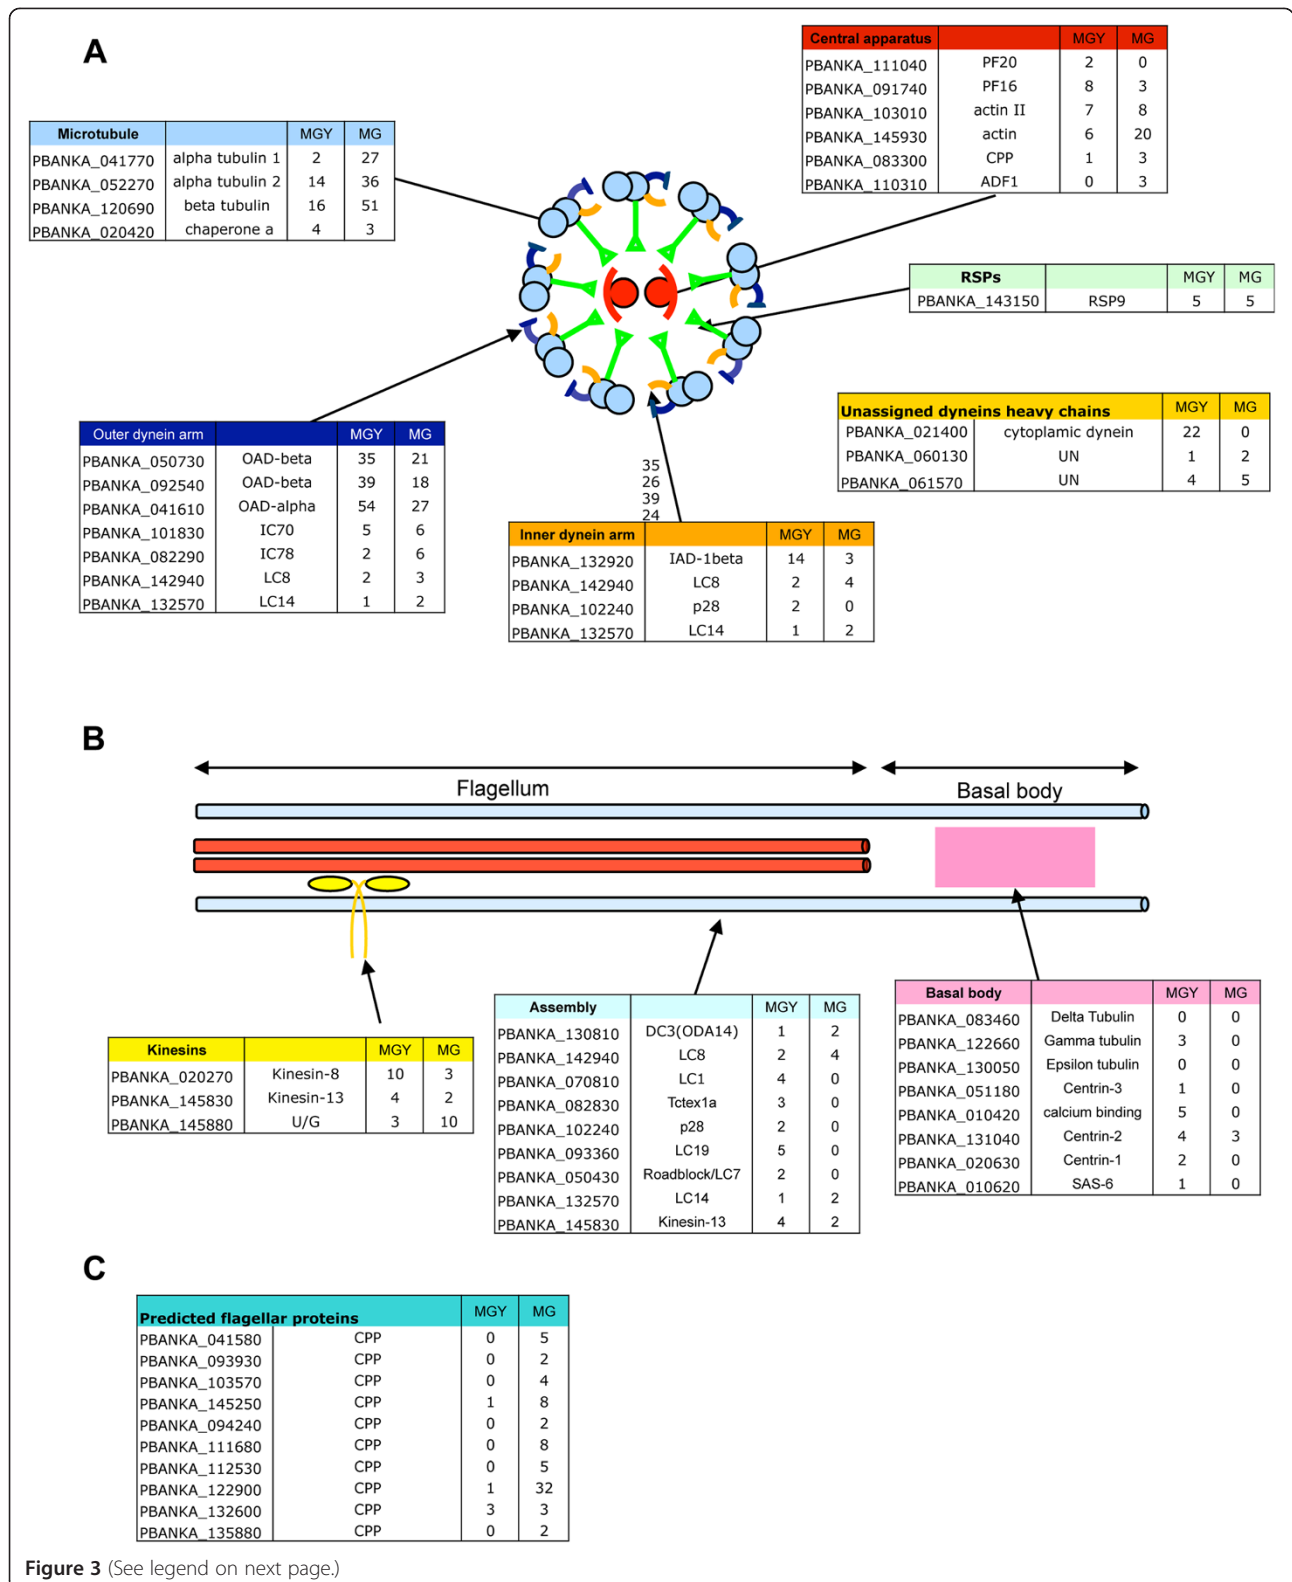 A
Central apparatus MGY MG
PBANKA_111040 PF20 2 0
PBANKA_091740 PF16 8 3
PBANKA_103010 actin II 7 8
PBANKA_145930 actin 6 20
PBANKA_083300 CPP 1 3
PBANKA_110310 ADF1 0 3
Microtubule MGY MG
PBANKA_041770 alpha tubulin 1 2 27
PBANKA_052270 alpha tubulin 2 14 36
PBANKA_120690 beta tubulin 16 51
PBANKA_020420 chaperone a 4 3
RSPs MGY MG
PBANKA_143150 RSP9 5 5
Unassigned dyneins heavy chains MGY MG
PBANKA_021400 cytoplamic dynein 22 0
PBANKA_060130 UN 1 2
PBANKA_061570 UN 4 5
Outer dynein arm MGY MG
PBANKA_050730 OAD-beta 35 21
PBANKA_092540 OAD-beta 39 18
PBANKA_041610 OAD-alpha 54 27
PBANKA_101830 IC70 5 6
PBANKA_082290 IC78 2 6
PBANKA_142940 LC8 2 3
PBANKA_132570 LC14 1 2
35
26
39
24
Inner dynein arm MGY MG
PBANKA_132920 IAD-1beta 14 3
PBANKA_142940 LC8 2 4
PBANKA_102240 p28 2 0
PBANKA_132570 LC14 1 2
B
Flagellum Basal body
Kinesins MGY MG
PBANKA_020270 Kinesin-8 10 3
PBANKA_145830 Kinesin-13 4 2
PBANKA_145880 U/G 3 10
Assembly MGY MG
PBANKA_130810 DC3(ODA14) 1 2
PBANKA_142940 LC8 2 4
PBANKA_070810 LC1 4 0
PBANKA_082830 Tctex1a 3 0
PBANKA_102240 p28 2 0
PBANKA_093360 LC19 5 0
PBANKA_050430 Roadblock/LC7 2 0
PBANKA_132570 LC14 1 2
PBANKA_145830 Kinesin-13 4 2
Basal body MGY MG
PBANKA_083460 Delta Tubulin 0 0
PBANKA_122660 Gamma tubulin 3 0
PBANKA_130050 Epsilon tubulin 0 0
PBANKA_051180 Centrin-3 1 0
PBANKA_010420 calcium binding 5 0
PBANKA_131040 Centrin-2 4 3
PBANKA_020630 Centrin-1 2 0
PBANKA_010620 SAS-6 1 0
C
Predicted flagellar proteins MGY MG
PBANKA_041580 CPP 0 5
PBANKA_093930 CPP 0 2
PBANKA_103570 CPP 0 4
PBANKA_145250 CPP 1 8
PBANKA_094240 CPP 0 2
PBANKA_111680 CPP 0 8
PBANKA_112530 CPP 0 5
PBANKA_122900 CPP 1 32
PBANKA_132600 CPP 3 3
PBANKA_135880 CPP 0 2
Figure 3 (See legend on next page.)